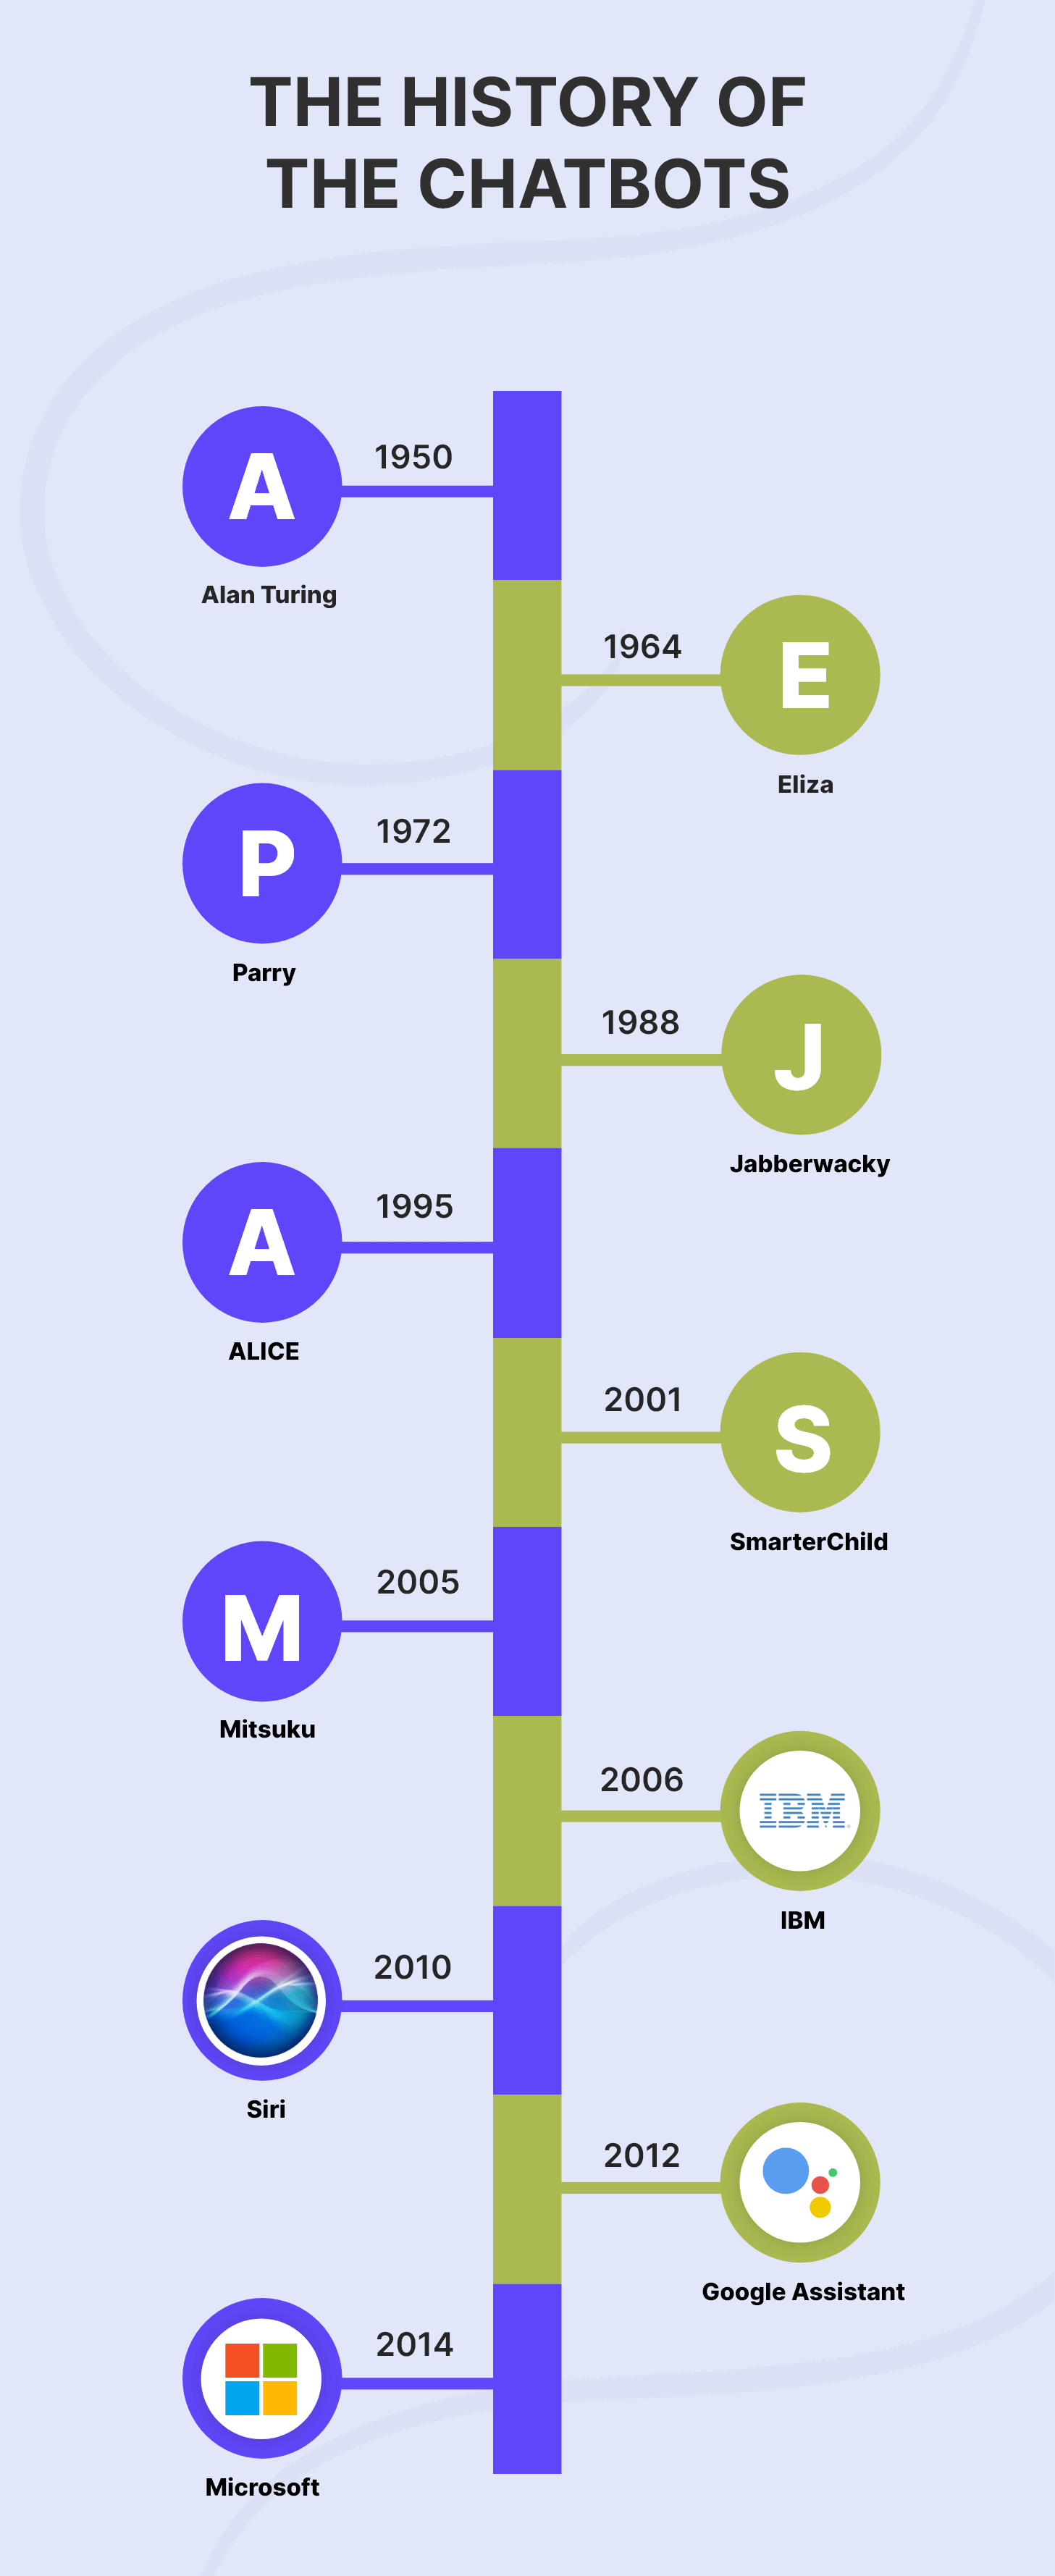 THE HISTORY OF
THE CHATBOTS
1950
A
Alan Turing
1964
E
Eliza
1972
P
Parry
1988
J
Jabberwacky
1995
A
ALICE
2001
S
SmarterChild
2005
M
Mitsuku
2006
IBM
IBM
2010
Siri
2012
Google Assistant
2014
Microsoft